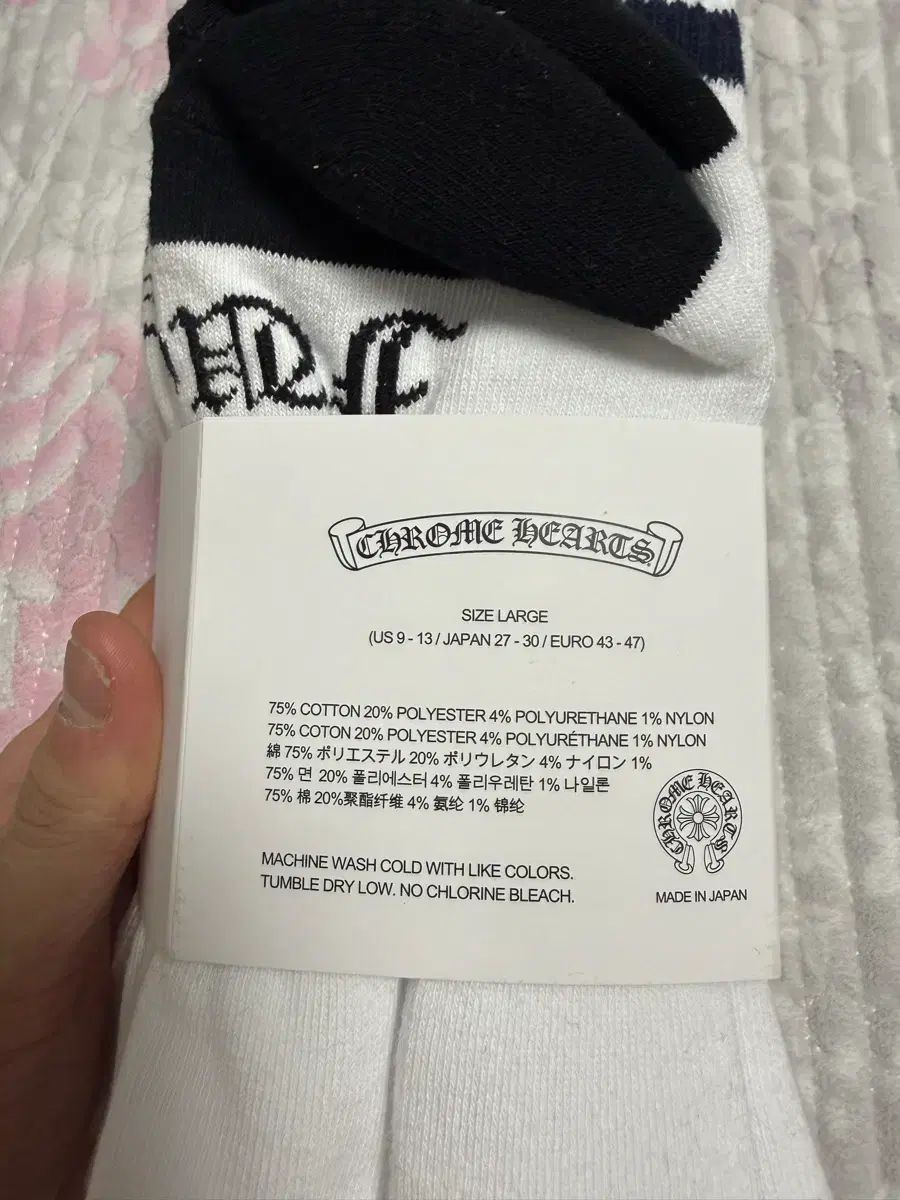 CHROME HEARTS
SIZE LARGE
(US 9 - 13 / JAPAN 27 - 30 / EURO 43 - 47)
75% COTTON 20% POLYESTER 4% POLYURETHANE 1% NYLON
75% COTON 20% POLYESTER 4% POLYURÉTHANE 1% NYLON
綿 75% ポリエステル 20% ポリウレタン 4% ナイロン 1%
75% 면 20% 폴리에스터 4% 폴리우레탄 1% 나일론
75% 棉 20%聚酯纤维 4% 氨纶 1% 锦纶
CHROME HEARTS
MACHINE WASH COLD WITH LIKE COLORS.
TUMBLE DRY LOW. NO CHLORINE BLEACH.
MADE IN JAPAN